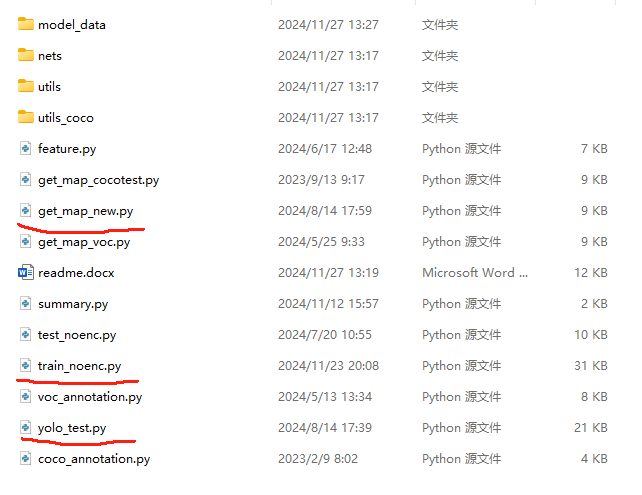 model_data 2024/11/27 13:27 文件夹
nets 2024/11/27 13:17 文件夹
utils 2024/11/27 13:17 文件夹
utils_coco 2024/11/27 13:17 文件夹
feature.py 2024/6/17 12:48 Python 源文件 7 KB
get_map_cocotest.py 2023/9/13 9:17 Python 源文件 9 KB
get_map_new.py 2024/8/14 17:59 Python 源文件 9 KB
get_map_voc.py 2024/5/25 9:33 Python 源文件 9 KB
readme.docx 2024/11/27 13:19 Microsoft Word ... 12 KB
summary.py 2024/11/12 15:57 Python 源文件 2 KB
test_noenc.py 2024/7/20 10:55 Python 源文件 10 KB
train_noenc.py 2024/11/23 20:08 Python 源文件 31 KB
voc_annotation.py 2024/5/13 13:34 Python 源文件 8 KB
yolo_test.py 2024/8/14 17:39 Python 源文件 21 KB
coco_annotation.py 2023/2/9 8:02 Python 源文件 4 KB